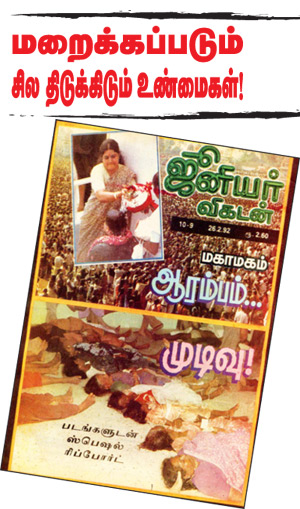 மறைக்கப்படும்
சில திடுக்கிடும் உண்மைகள்!
ஜூனியர்
விகடன்
10-9 26.2.92 ரூ. 2.60
மகாமகம்
ஆரம்பம்...
முடிவு!
படங்களுடன்
ஸ்பெஷல்
ரிப்போர்ட்